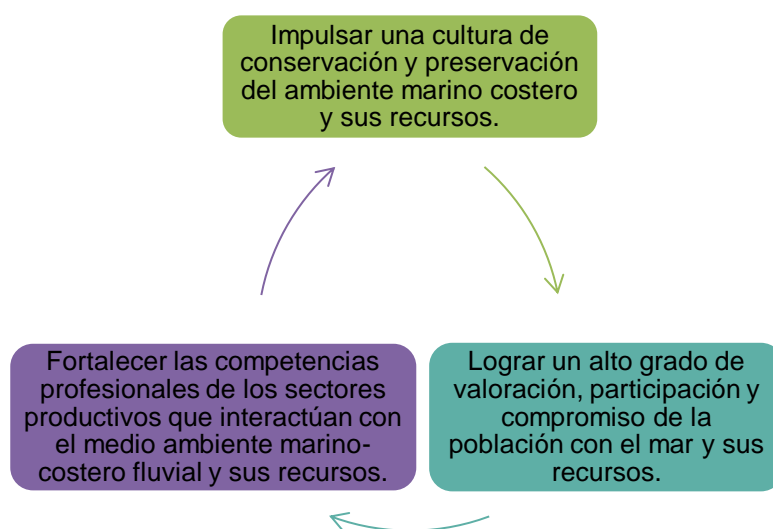 Impulsar una cultura de
conservación y preservación
del ambiente marino costero
y sus recursos.
Fortalecer las competencias
profesionales de los sectores
productivos que interactúan con
el medio ambiente marino-
costero fluvial y sus recursos.
Lograr un alto grado de
valoración, participación y
compromiso de la
población con el mar y sus
recursos.